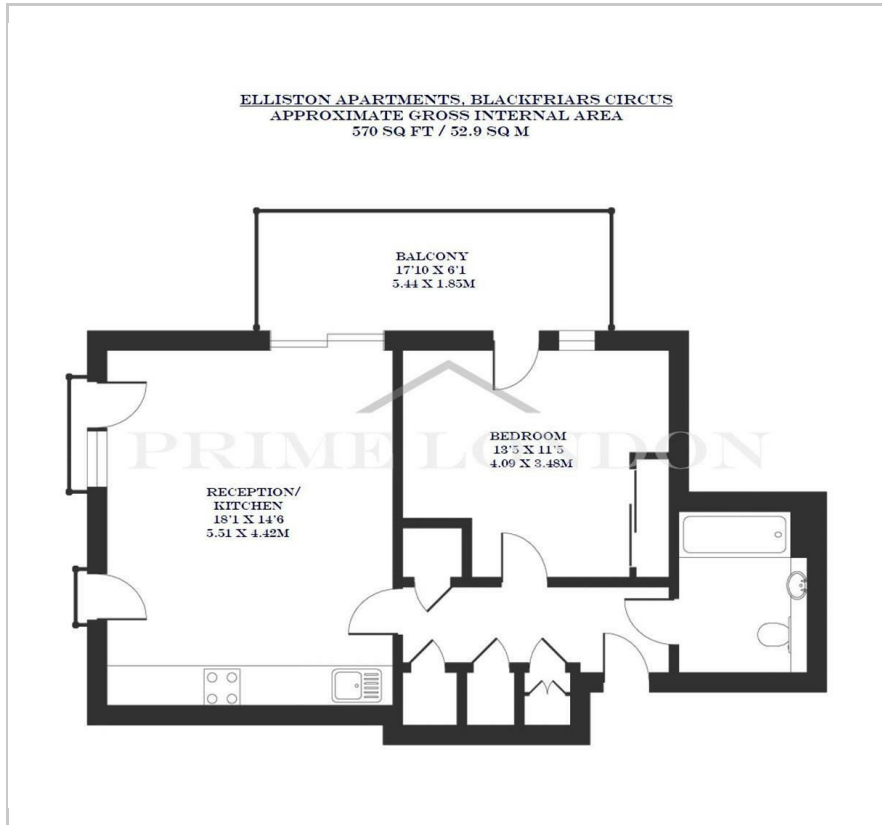 ELLISTON APARTMENTS, BLACKFRIARS CIRCUS
APPROXIMATE GROSS INTERNAL AREA
570 SQ FT / 52.9 SQ M
BALCONY
17'10 X 6'1
5.44 X 1.85M
PRIME LONDON
BEDROOM
13'5 X 11'5
4.09 X 3.48M
RECEPTION/
KITCHEN
18'1 X 14'6
5.51 X 4.42M